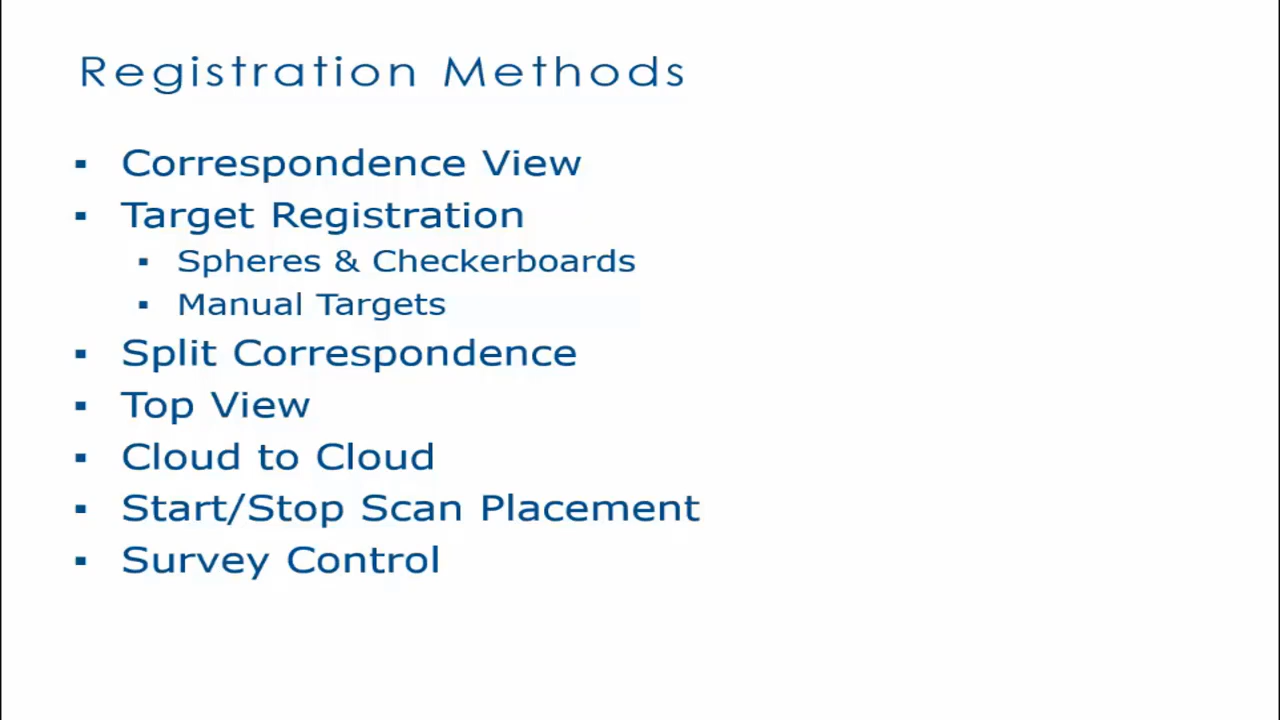 Registration Methods
▪ Correspondence View
▪ Target Registration
▪ Spheres & Checkerboards
▪ Manual Targets
▪ Split Correspondence
▪ Top View
▪ Cloud to Cloud
▪ Start/Stop Scan Placement
▪ Survey Control